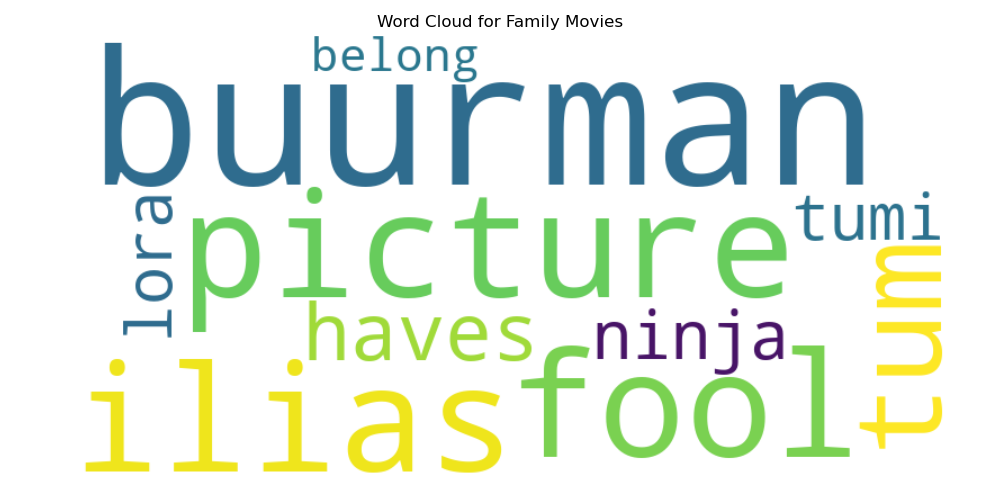 Word Cloud for Family Movies
belong
buurman
lora
picture
tumi
tum
haves
ninja
ilias
fool